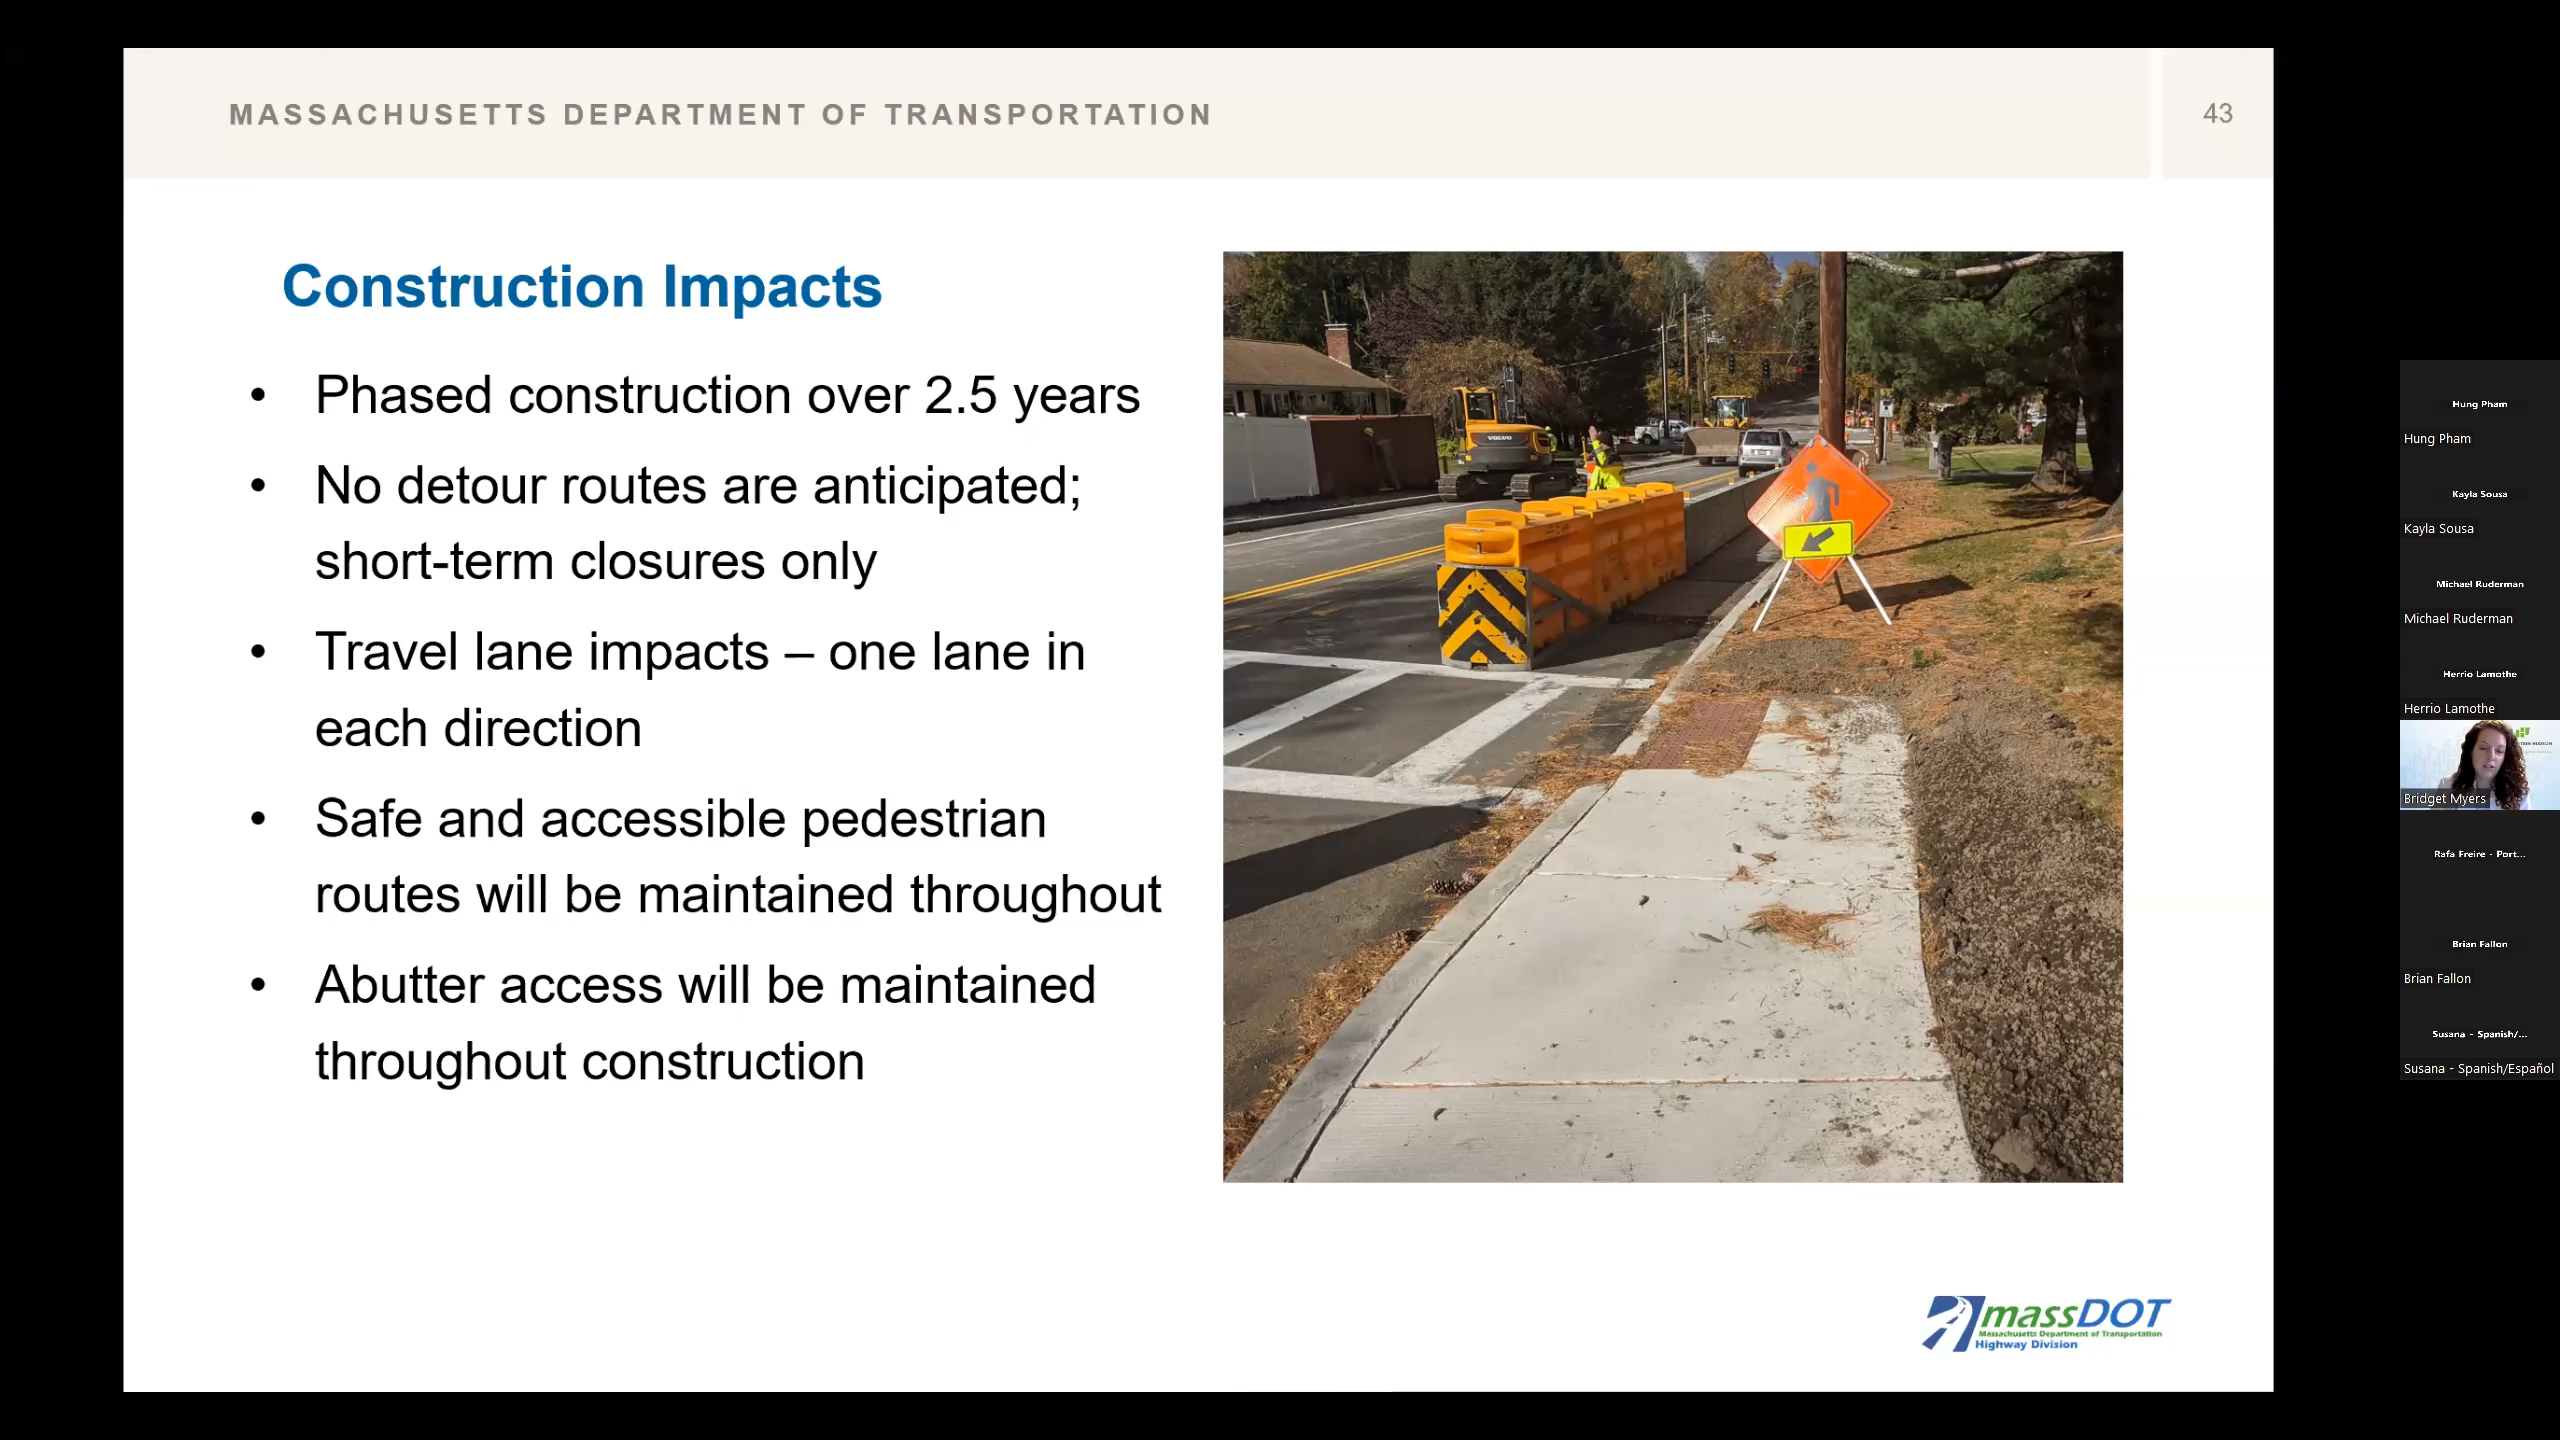 MASSACHUSETTS DEPARTMENT OF TRANSPORTATION
43
Construction Impacts
• Phased construction over 2.5 years
• No detour routes are anticipated;
short-term closures only
• Travel lane impacts – one lane in
each direction
• Safe and accessible pedestrian
routes will be maintained throughout
• Abutter access will be maintained
throughout construction
VOLVO
massDOT
Massachusetts Department of Transportation
Highway Division
Hung Pham
Hung Pham
Kayla Sousa
Kayla Sousa
Michael Ruderman
Michael Ruderman
Herrio Lamothe
Herrio Lamothe
Bridget Myers
Rafa Freire - Port...
Brian Fallon
Brian Fallon
Susana - Spanish/...
Susana - Spanish/Español